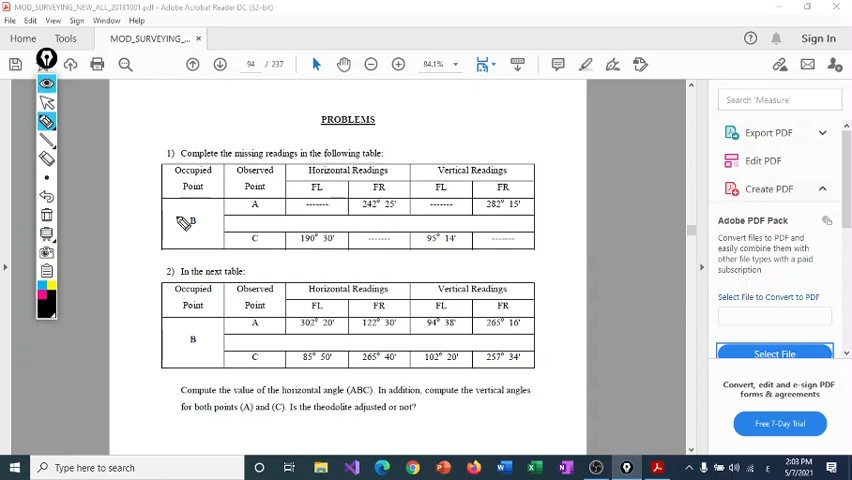 MOD_SURVEYING_NEW_ALL_20181001.pdf - Adobe Acrobat Reader DC (32-bit)
File Edit View Sign Window Help
Home Tools MOD_SURVEYING_... × Sign In
94 / 237 84.1%
PROBLEMS
1) Complete the missing readings in the following table:
Occupied Point Observed Point Horizontal Readings Vertical Readings
FL FR FL FR
A ------- 242° 25' ------- 282° 15'
B
C 190° 30' ------- 95° 14' -------
2) In the next table:
Occupied Point Observed Point Horizontal Readings Vertical Readings
FL FR FL FR
A 302° 20' 122° 30' 94° 38' 265° 16'
B
C 85° 50' 265° 40' 102° 20' 257° 34'
Compute the value of the horizontal angle (ABC). In addition, compute the vertical angles
for both points (A) and (C). Is the theodolite adjusted or not?
Search 'Measure'
Export PDF
Edit PDF
Create PDF
Adobe PDF Pack
Convert files to PDF and
easily combine them with
other file types with a paid
subscription
Select File to Convert to PDF
Select File
Convert, edit and e-sign PDF
forms & agreements
Free 7-Day Trial
Type here to search
2:03 PM
5/7/2021